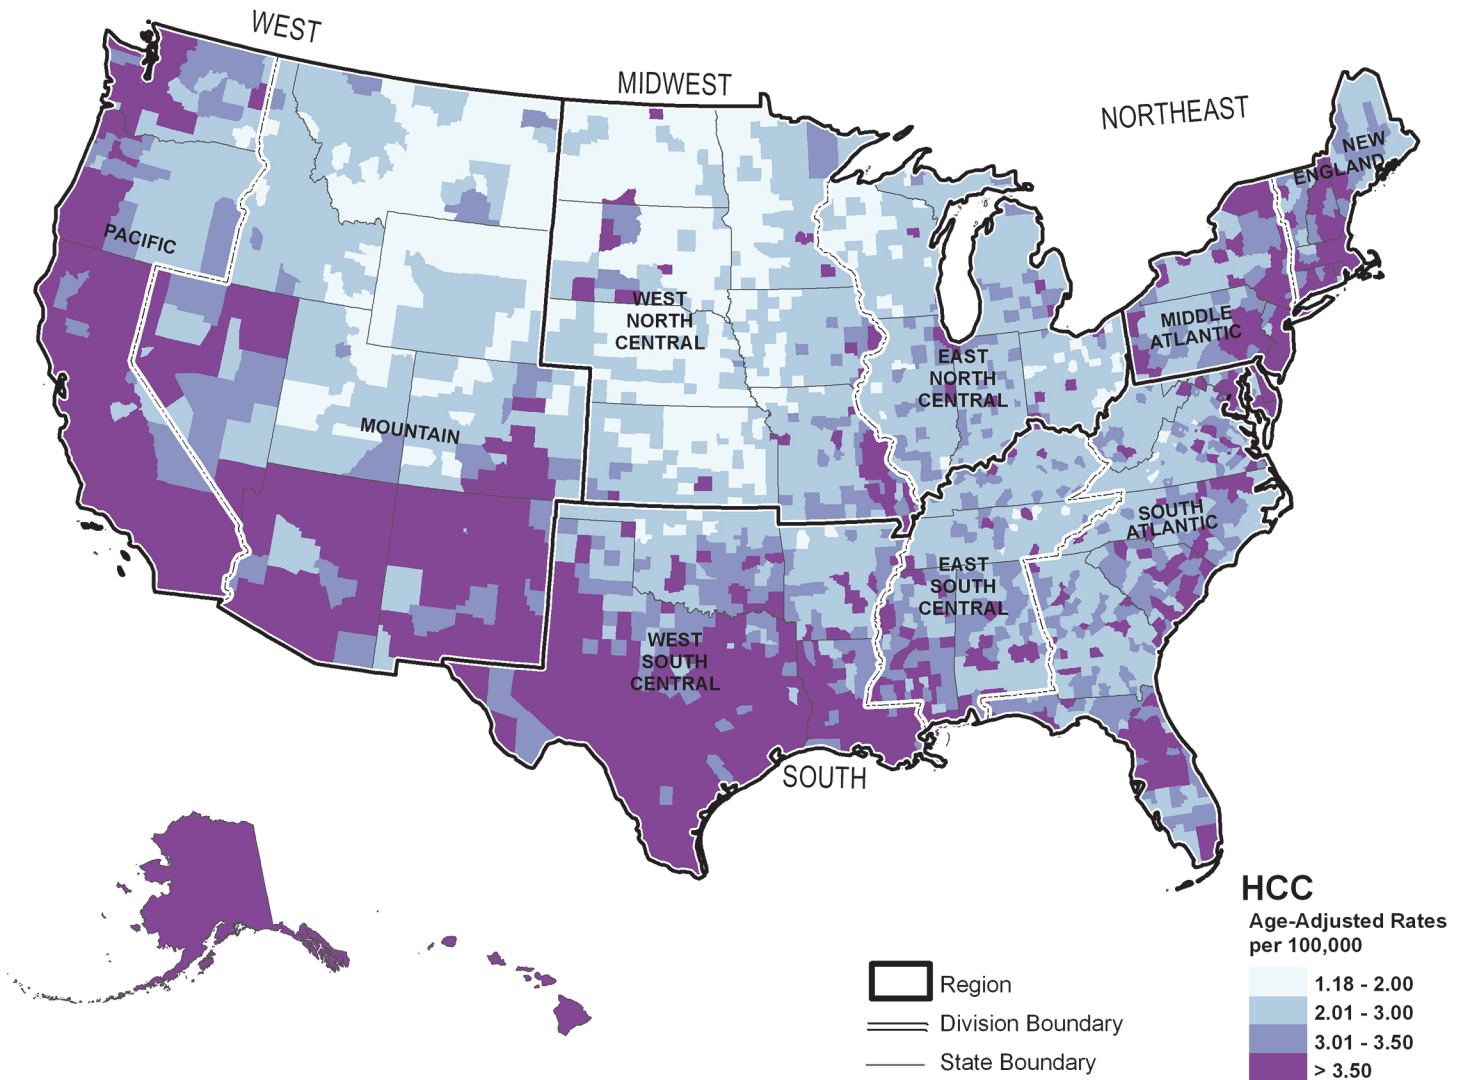 WEST
MIDWEST
NORTHEAST
NEW
ENGLAND
PACIFIC
WEST
NORTH
CENTRAL
MIDDLE
ATLANTIC
EAST
NORTH
CENTRAL
MOUNTAIN
SOUTH
ATLANTIC
EAST
SOUTH
CENTRAL
WEST
SOUTH
CENTRAL
SOUTH
HCC
Age-Adjusted Rates
per 100,000
1.18 - 2.00
2.01 - 3.00
3.01 - 3.50
> 3.50
Region
Division Boundary
State Boundary